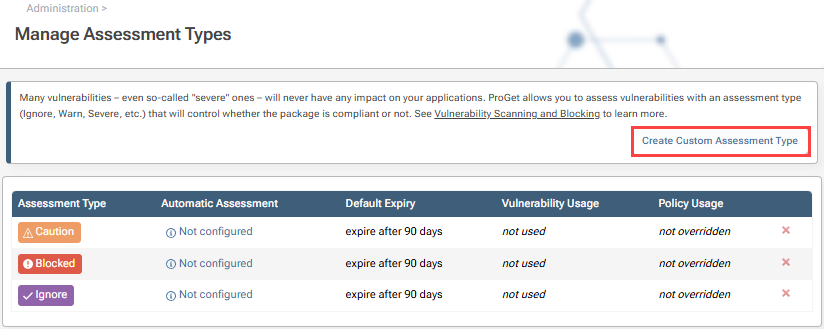 Administration >
Manage Assessment Types
Many vulnerabilities – even so-called "severe" ones – will never have any impact on your applications. ProGet allows you to assess vulnerabilities with an assessment type
(Ignore, Warn, Severe, etc.) that will control whether the package is compliant or not. See Vulnerability Scanning and Blocking to learn more.
Create Custom Assessment Type
Assessment Type Automatic Assessment Default Expiry Vulnerability Usage Policy Usage
Caution Not configured expire after 90 days not used not overridden
Blocked Not configured expire after 90 days not used not overridden
Ignore Not configured expire after 90 days not used not overridden